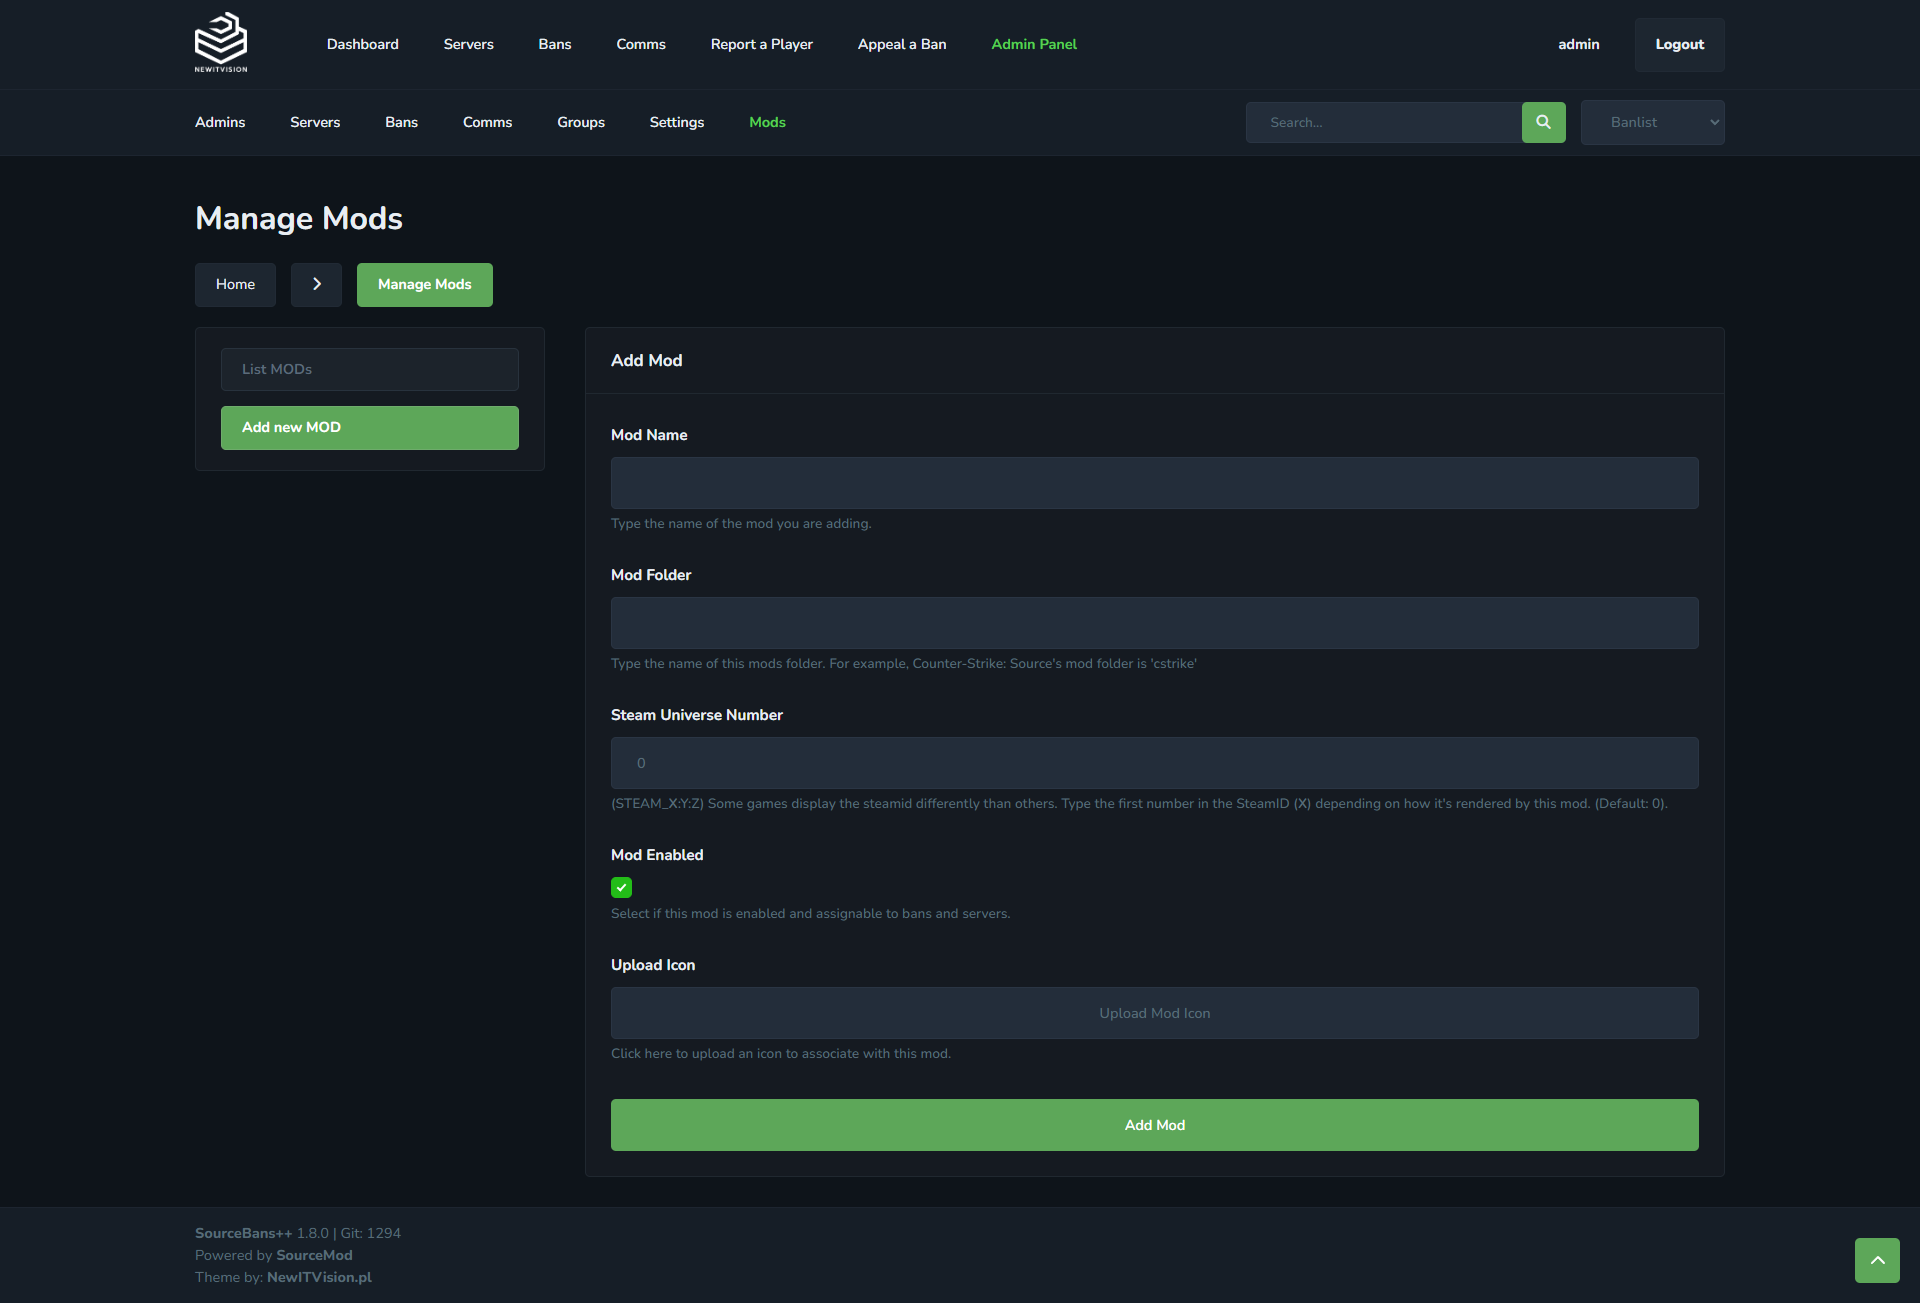 NEWITVISION
Dashboard Servers Bans Comms Report a Player Appeal a Ban Admin Panel admin Logout
Admins Servers Bans Comms Groups Settings Mods Search... Banlist
Manage Mods
Home Manage Mods
List MODs
Add new MOD
Add Mod
Mod Name
Type the name of the mod you are adding.
Mod Folder
Type the name of this mods folder. For example, Counter-Strike: Source's mod folder is 'cstrike'
Steam Universe Number
0
(STEAM_X:Y:Z) Some games display the steamid differently than others. Type the first number in the SteamID (X) depending on how it's rendered by this mod. (Default: 0).
Mod Enabled
Select if this mod is enabled and assignable to bans and servers.
Upload Icon
Upload Mod Icon
Click here to upload an icon to associate with this mod.
Add Mod
SourceBans++ 1.8.0 | Git: 1294
Powered by SourceMod
Theme by: NewITVision.pl